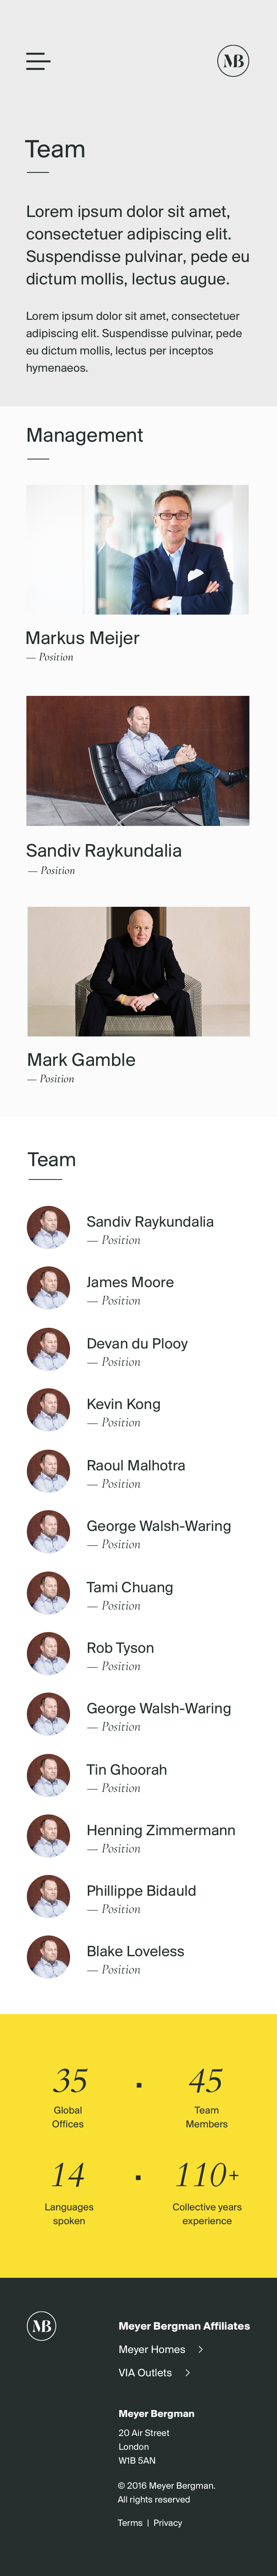 MB
Team
Lorem ipsum dolor sit amet,
consectetuer adipiscing elit.
Suspendisse pulvinar, pede eu
dictum mollis, lectus augue.
Lorem ipsum dolor sit amet, consectetuer
adipiscing elit. Suspendisse pulvinar, pede
eu dictum mollis, lectus per inceptos
hymenaeos.
Management
Markus Meijer
— Position
Sandiv Raykundalia
— Position
Mark Gamble
— Position
Team
Sandiv Raykundalia
— Position
James Moore
— Position
Devan du Plooy
— Position
Kevin Kong
— Position
Raoul Malhotra
— Position
George Walsh-Waring
— Position
Tami Chuang
— Position
Rob Tyson
— Position
George Walsh-Waring
— Position
Tin Ghoorah
— Position
Henning Zimmermann
— Position
Phillippe Bidauld
— Position
Blake Loveless
— Position
35
Global
Offices
45
Team
Members
14
Languages
spoken
110+
Collective years
experience
MB
Meyer Bergman Affiliates
Meyer Homes >
VIA Outlets >
Meyer Bergman
20 Air Street
London
W1B 5AN
© 2016 Meyer Bergman.
All rights reserved
Terms | Privacy